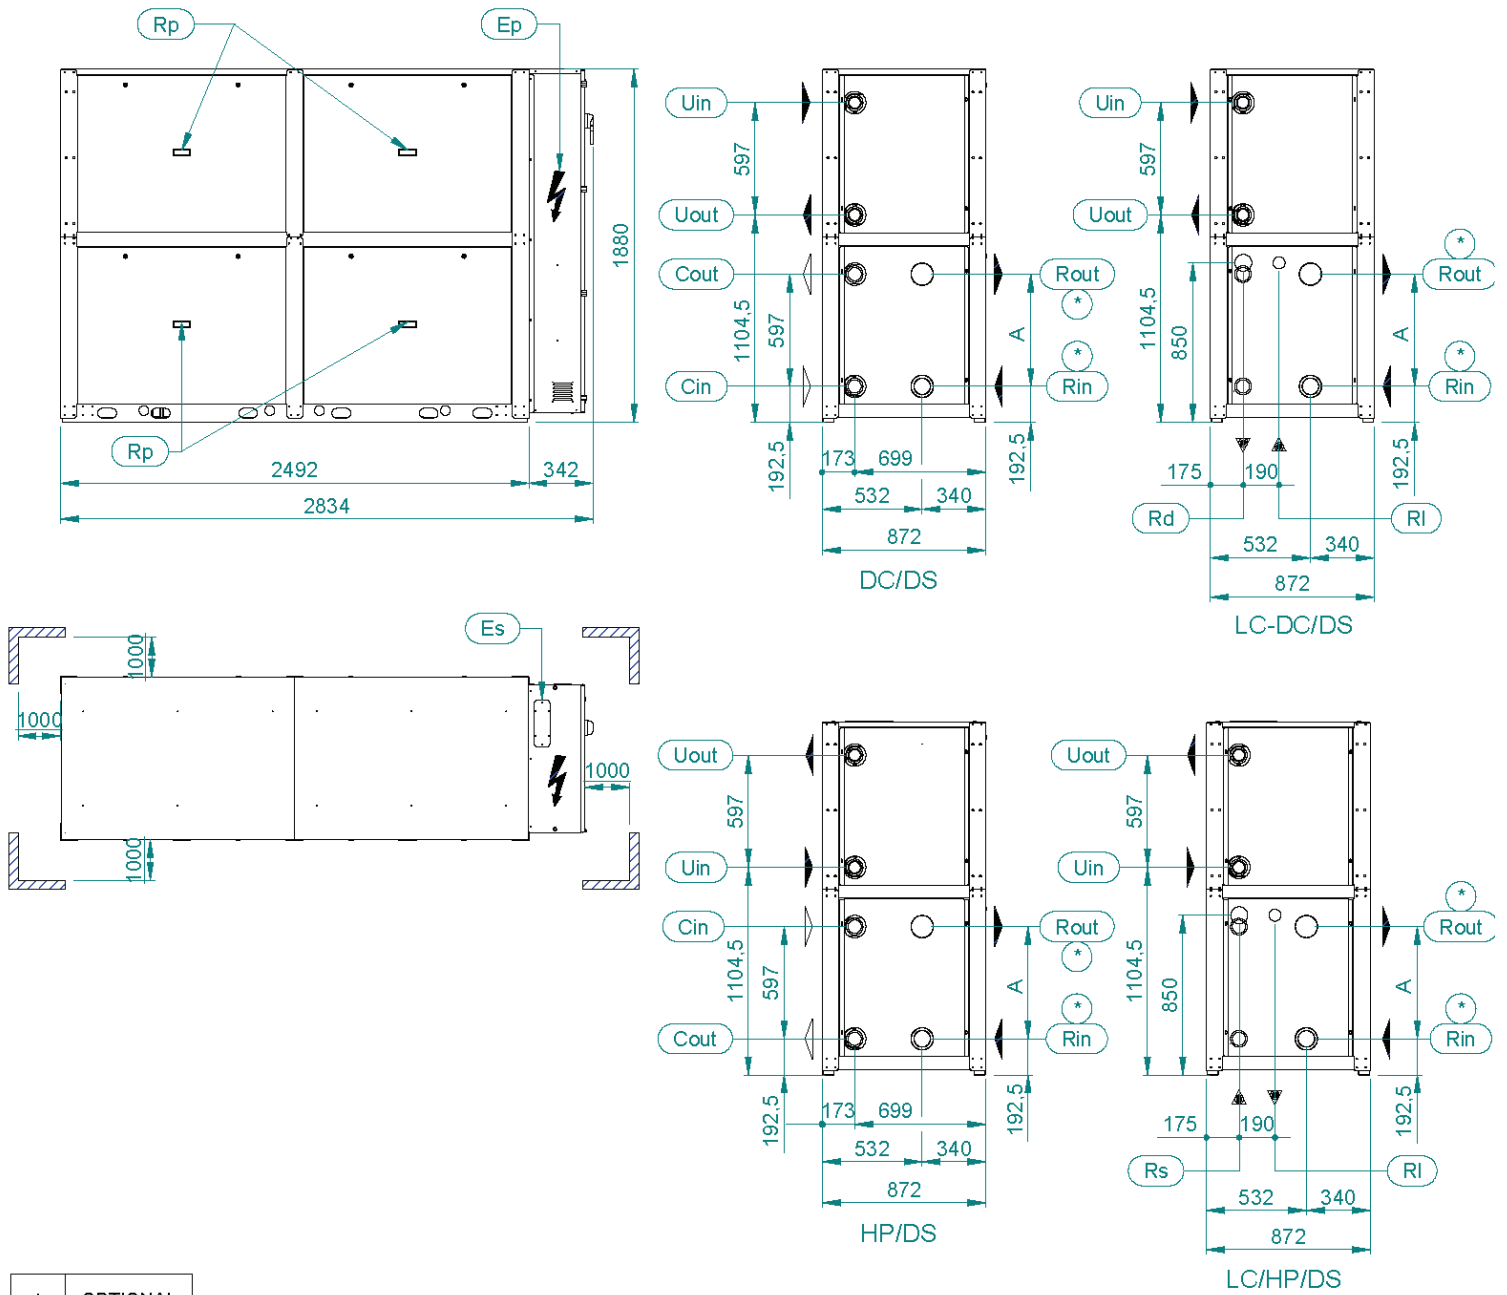 Rp
Ep
1880
Rp
2492
342
2834
Uin
597
Uout
Cout
Rout
*
1104,5
597
A
*
Cin
Rin
192,5
173
699
192,5
532
340
872
DC/DS
Uin
597
Uout
*
Rout
1104,5
850
A
*
Rin
175
190
192,5
Rd
Rl
532
340
872
LC-DC/DS
Es
1000
1000
1000
1000
Uout
597
Uin
Cin
Rout
*
1104,5
597
A
*
Cout
Rin
192,5
173
699
192,5
532
340
872
HP/DS
Uout
597
Uin
*
Rout
1104,5
850
A
*
Rin
175
190
192,5
Rs
Rl
532
340
872
LC/HP/DS
OPTIONAL